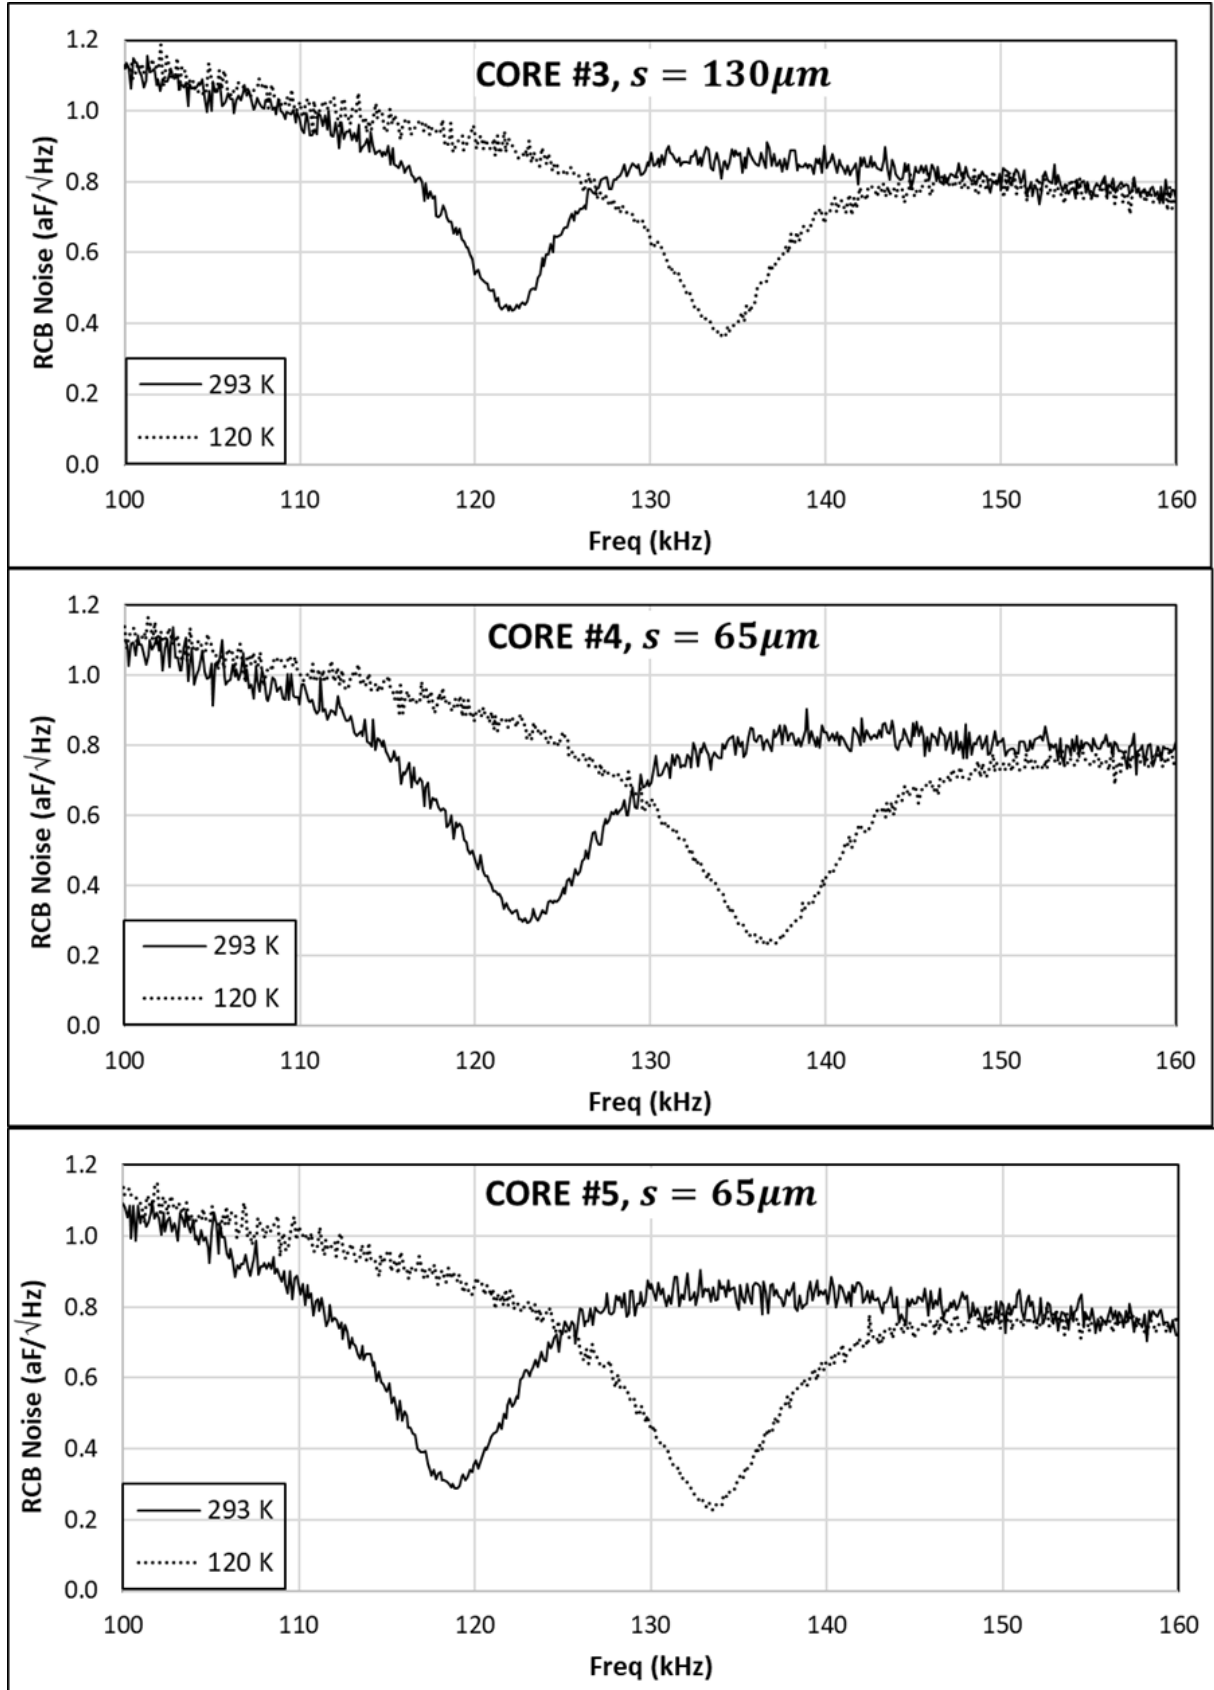 CORE #3, s = 130μm
1.2
1.0
0.8
0.6
0.4
0.2
0.0
RCB Noise (aF/√Hz)
293 K
120 K
100 110 120 130 140 150 160
Freq (kHz)
CORE #4, s = 65μm
1.2
1.0
0.8
0.6
0.4
0.2
0.0
RCB Noise (aF/√Hz)
293 K
120 K
100 110 120 130 140 150 160
Freq (kHz)
CORE #5, s = 65μm
1.2
1.0
0.8
0.6
0.4
0.2
0.0
RCB Noise (aF/√Hz)
293 K
120 K
100 110 120 130 140 150 160
Freq (kHz)